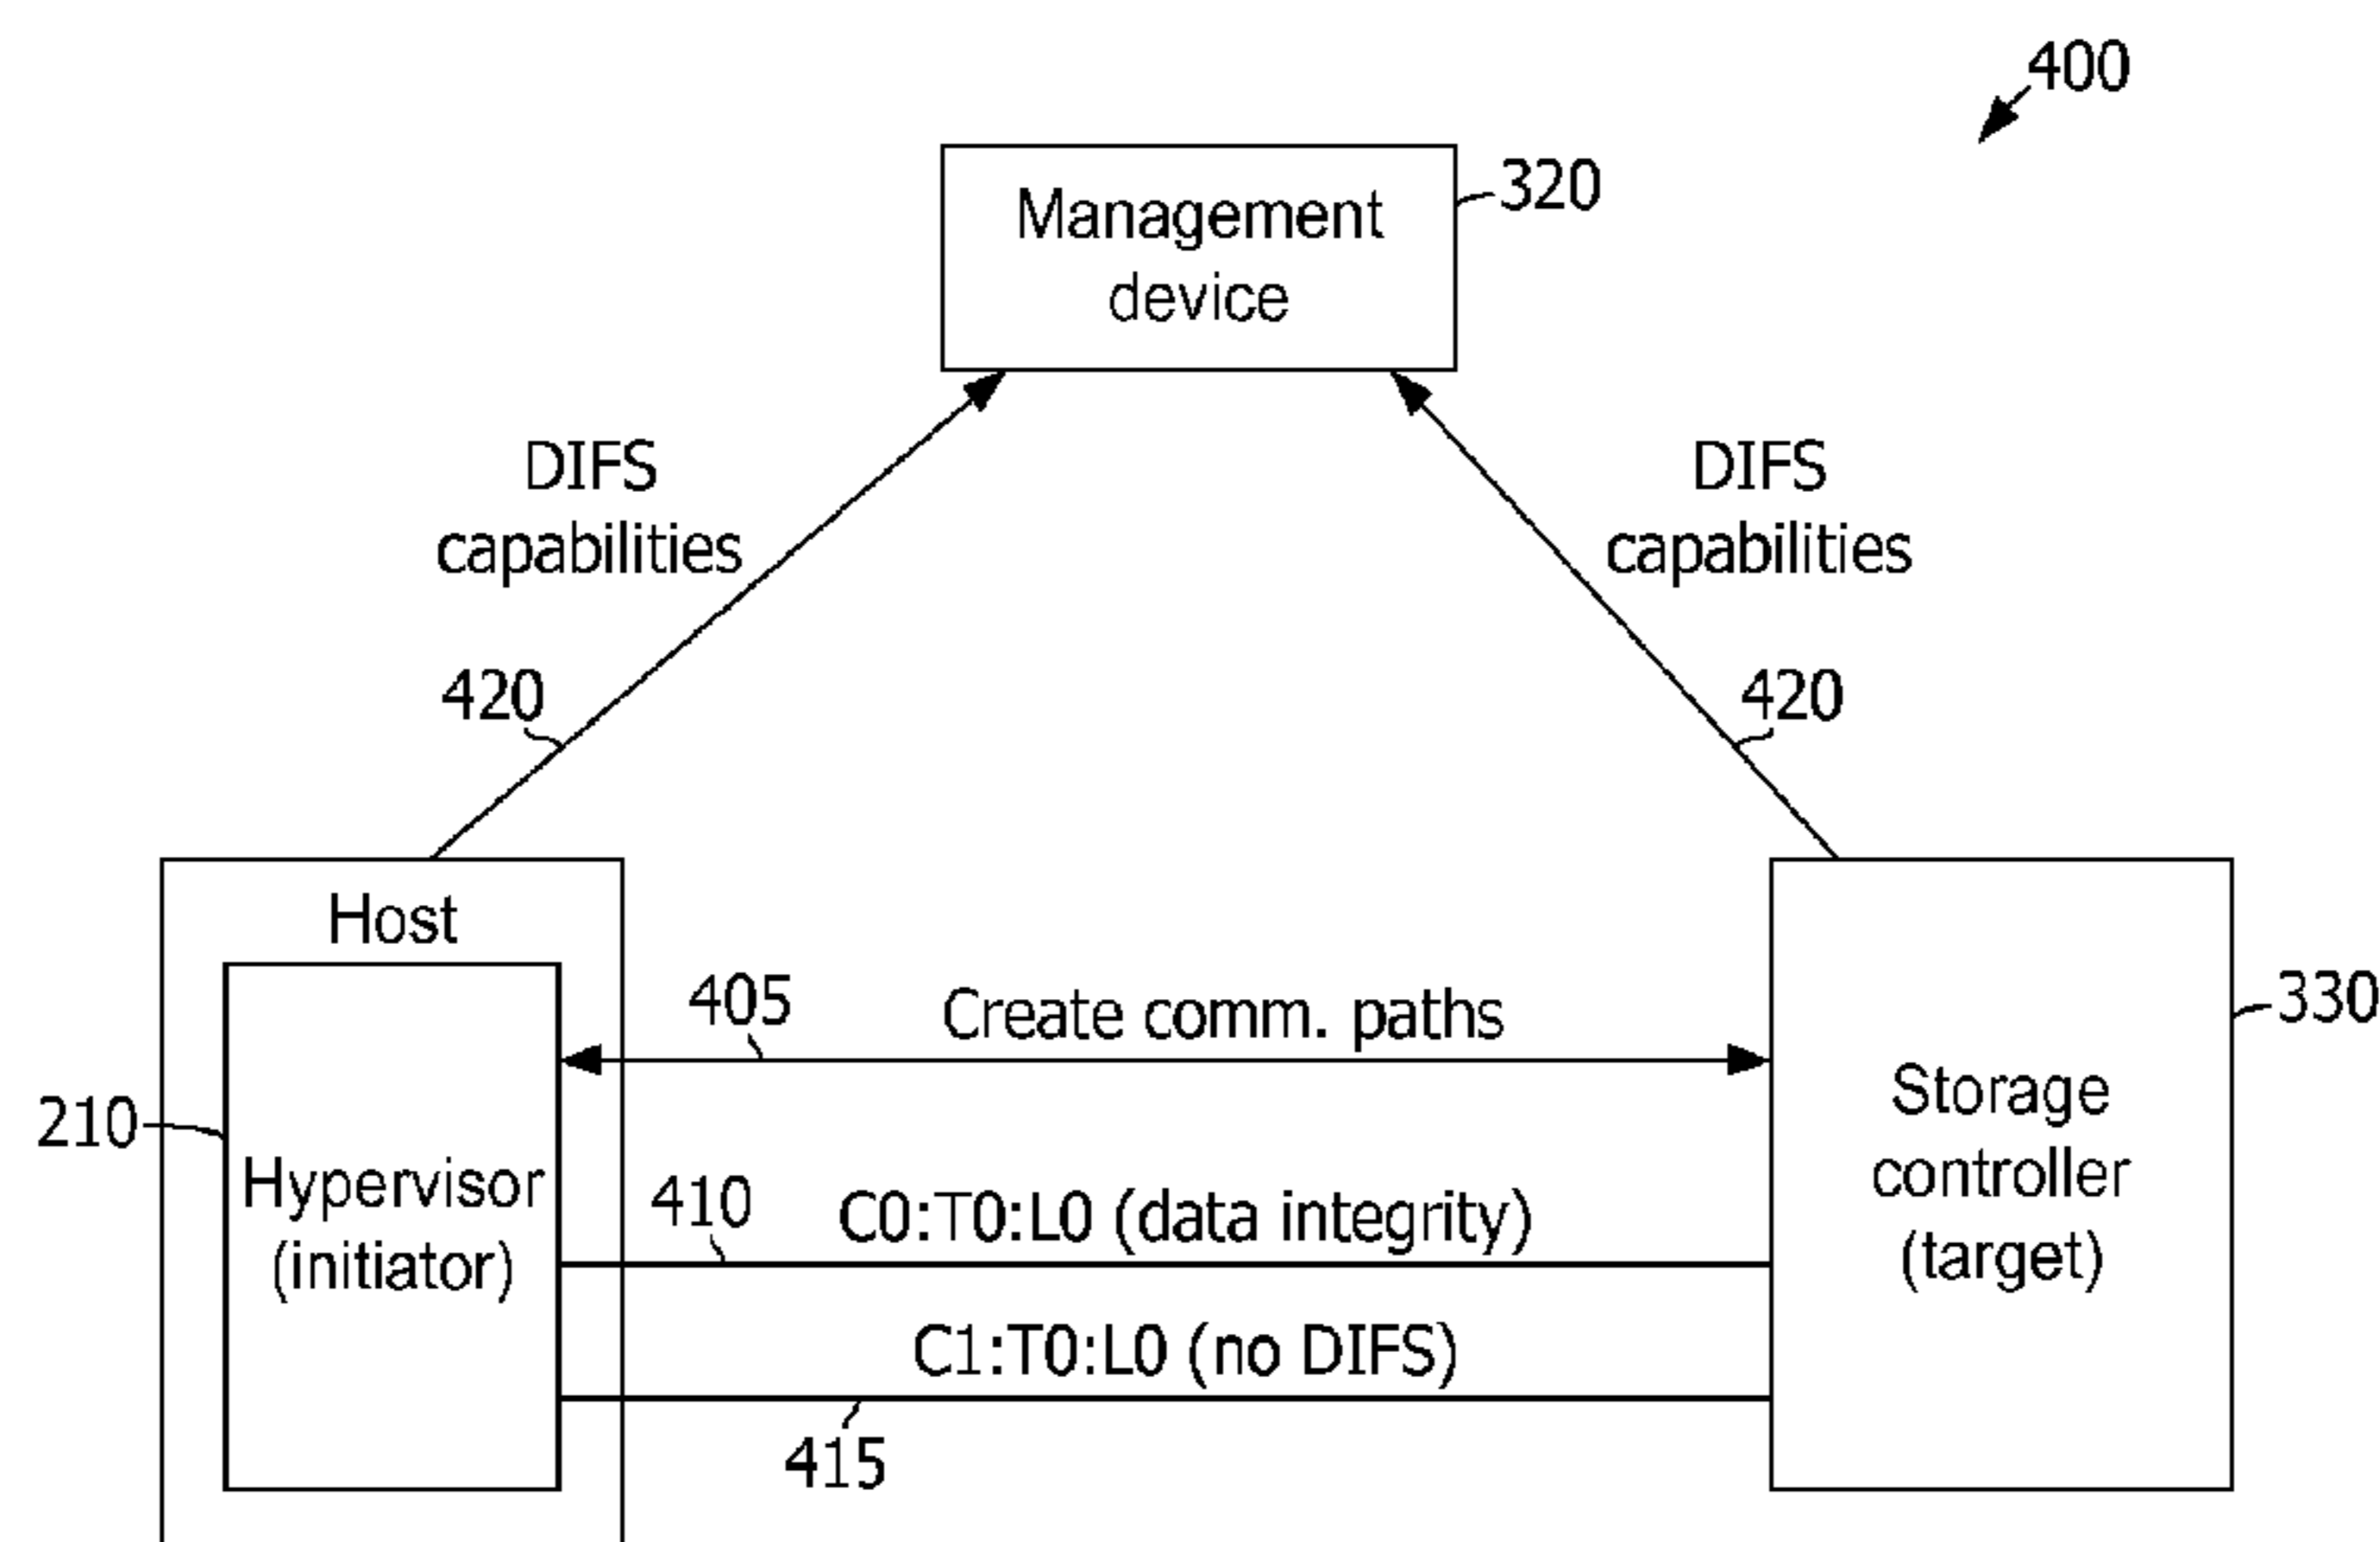 400
Management
device
320
DIFS
capabilities
DIFS
capabilities
420
420
Host
405
Create comm. paths
330
210
Hypervisor
(initiator)
Storage
controller
(target)
410
C0:T0:L0 (data integrity)
C1:T0:L0 (no DIFS)
415